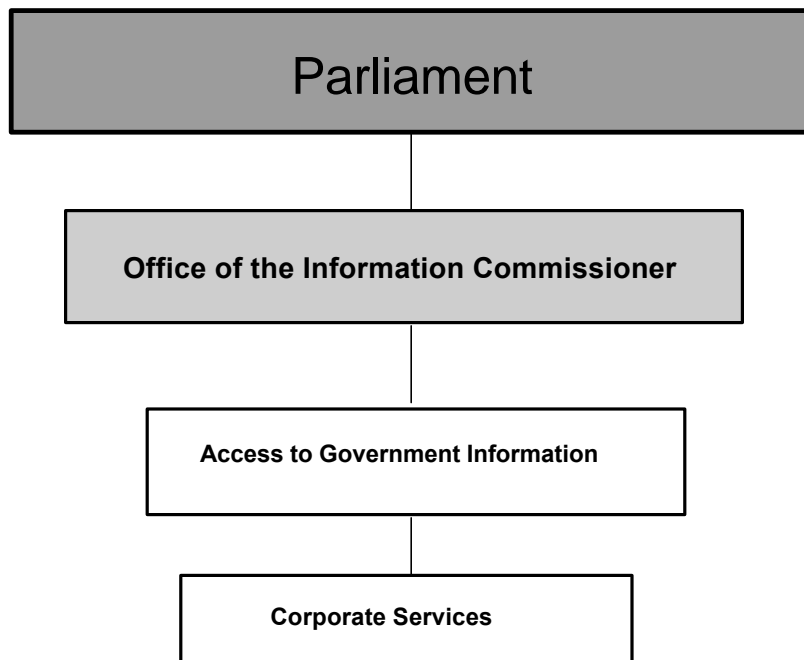 Parliament
Office of the Information Commissioner
Access to Government Information
Corporate Services